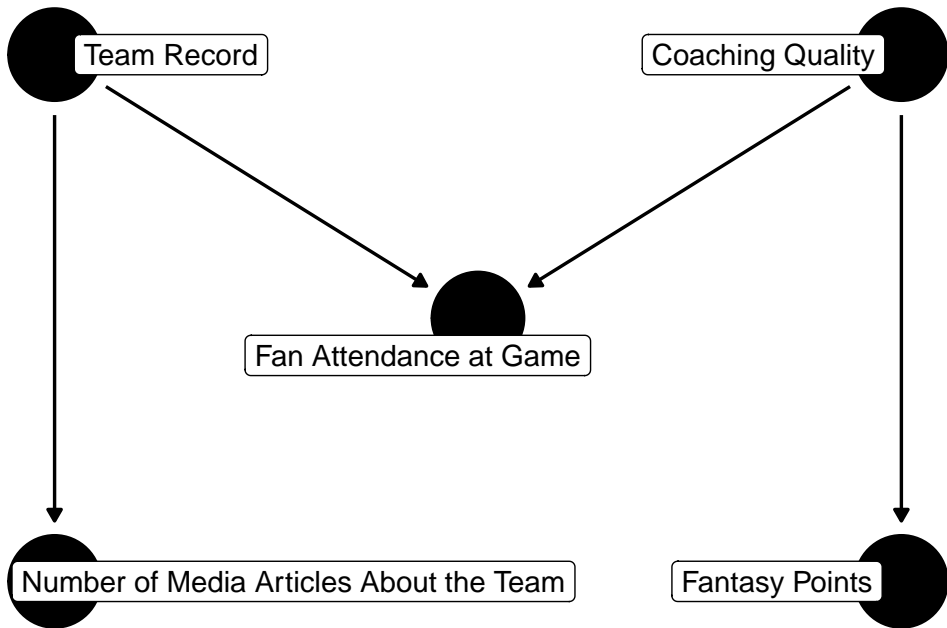 Team Record
Coaching Quality
Fan Attendance at Game
Number of Media Articles About the Team
Fantasy Points